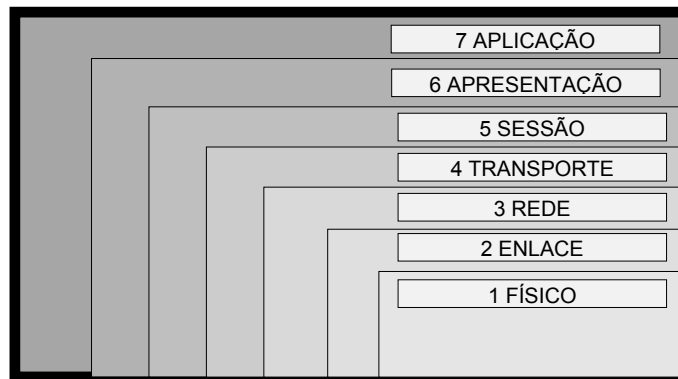 7 APLICAÇÃO
6 APRESENTAÇÃO
5 SESSÃO
4 TRANSPORTE
3 REDE
2 ENLACE
1 FÍSICO